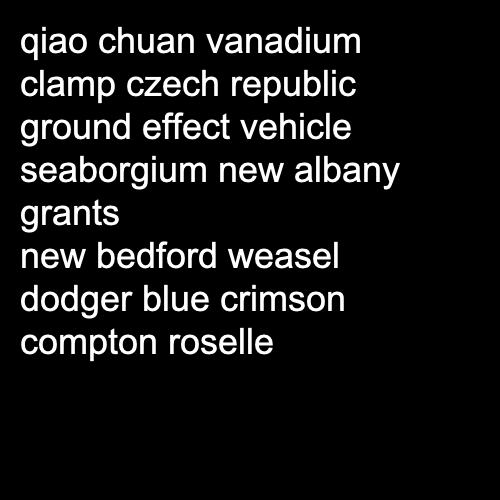 qiao chuan vanadium
clamp czech republic
ground effect vehicle
seaborgium new albany
grants
new bedford weasel
dodger blue crimson
compton roselle